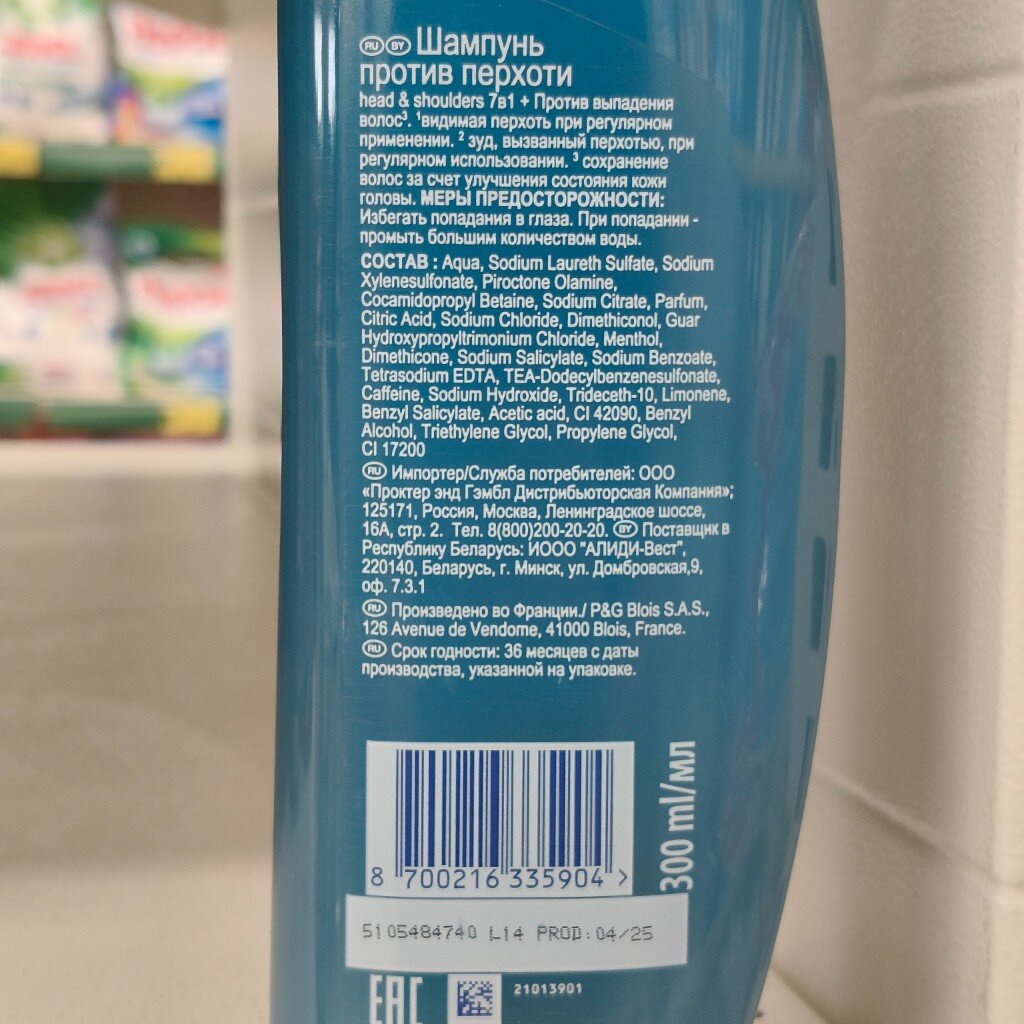 RU BY Шампунь
против перхоти
head & shoulders 7в1 + Против выпадения
волос³. ¹видимая перхоть при регулярном
применении. ² зуд, вызванный перхотью, при
регулярном использовании. ³ сохранение
волос за счет улучшения состояния кожи
головы. МЕРЫ ПРЕДОСТОРОЖНОСТИ:
Избегать попадания в глаза. При попадании -
промыть большим количеством воды.
СОСТАВ : Aqua, Sodium Laureth Sulfate, Sodium
Xylenesulfonate, Piroctone Olamine,
Cocamidopropyl Betaine, Sodium Citrate, Parfum,
Citric Acid, Sodium Chloride, Dimethiconol, Guar
Hydroxypropyltrimonium Chloride, Menthol,
Dimethicone, Sodium Salicylate, Sodium Benzoate,
Tetrasodium EDTA, TEA-Dodecylbenzenesulfonate,
Caffeine, Sodium Hydroxide, Trideceth-10, Limonene,
Benzyl Salicylate, Acetic acid, CI 42090, Benzyl
Alcohol, Triethylene Glycol, Propylene Glycol,
CI 17200
RU Импортер/Служба потребителей: ООО
«Проктер энд Гэмбл Дистрибьюторская Компания»;
125171, Россия, Москва, Ленинградское шоссе,
16А, стр. 2. Тел. 8(800)200-20-20. BY Поставщик в
Республику Беларусь: ИООО "АЛИДИ-Вест",
220140, Беларусь, г. Минск, ул. Домбровская,9,
оф. 7.3.1
RU Произведено во Франции./ P&G Blois S.A.S.,
126 Avenue de Vendome, 41000 Blois, France.
RU Срок годности: 36 месяцев с даты
производства, указанной на упаковке.
300 ml/мл
8 700216 335904 >
5105484740 L14 PROD:04/25
EAC
21013901